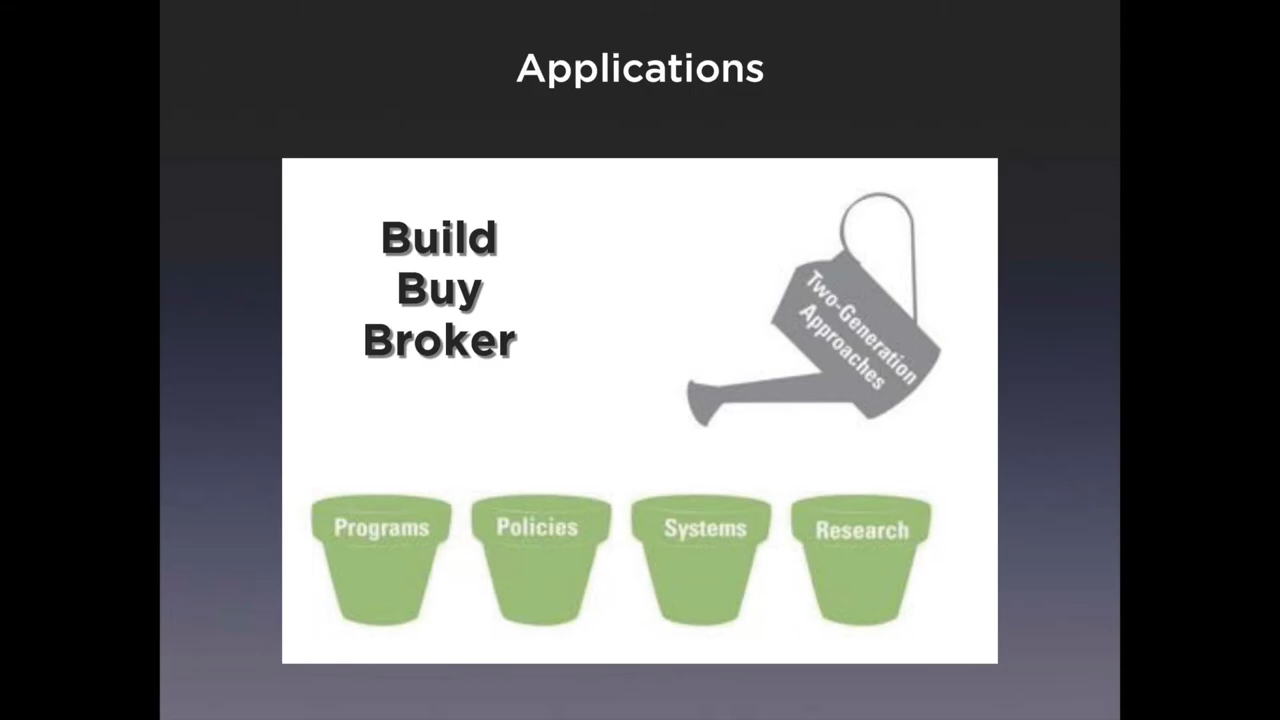 Applications
Build
Buy
Broker
Two-Generation
Approaches
Programs
Policies
Systems
Research